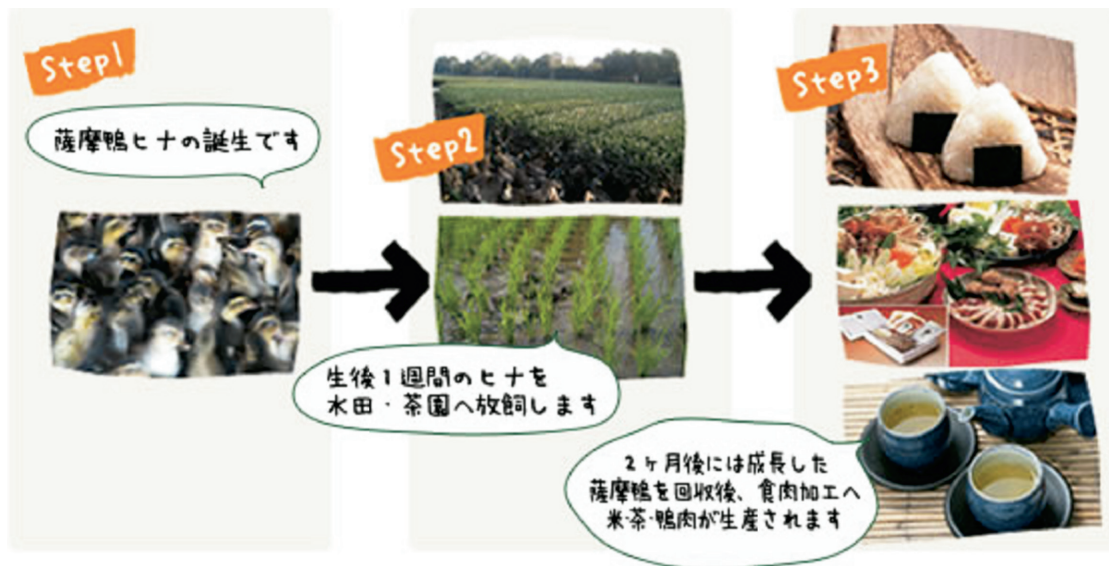 Step1
薩摩鴨ヒナの誕生です
Step2
生後1週間のヒナを
水田・茶園へ放飼します
Step3
2ヶ月後には成長した
薩摩鴨を回収後、食肉加工へ
米・茶・鴨肉が生産されます